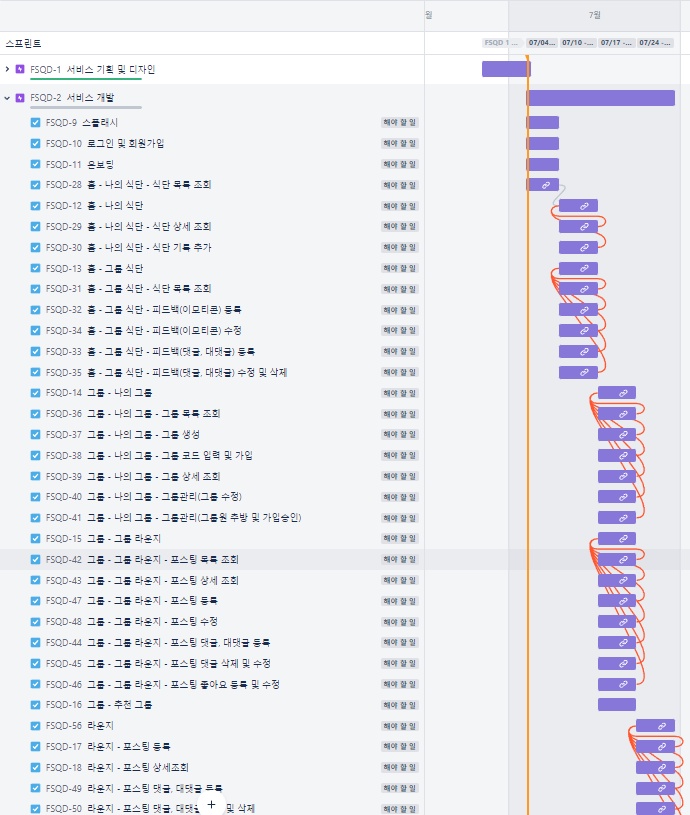 월
7월
스프린트
FSQD 1 ...
07/04...
07/10 -...
07/17 -...
07/24 -...
FSQD-1 서비스 기획 및 디자인
FSQD-2 서비스 개발
FSQD-9 스플래시 해야 할 일
FSQD-10 로그인 및 회원가입 해야 할 일
FSQD-11 온보딩 해야 할 일
FSQD-28 홈 - 나의 식단 - 식단 목록 조회 해야 할 일
FSQD-12 홈 - 나의 식단 해야 할 일
FSQD-29 홈 - 나의 식단 - 식단 상세 조회 해야 할 일
FSQD-30 홈 - 나의 식단 - 식단 기록 추가 해야 할 일
FSQD-13 홈 - 그룹 식단 해야 할 일
FSQD-31 홈 - 그룹 식단 - 식단 목록 조회 해야 할 일
FSQD-32 홈 - 그룹 식단 - 피드백(이모티콘) 등록 해야 할 일
FSQD-34 홈 - 그룹 식단 - 피드백(이모티콘) 수정 해야 할 일
FSQD-33 홈 - 그룹 식단 - 피드백(댓글, 대댓글) 등록 해야 할 일
FSQD-35 홈 - 그룹 식단 - 피드백(댓글, 대댓글) 수정 및 삭제 해야 할 일
FSQD-14 그룹 - 나의 그룹 해야 할 일
FSQD-36 그룹 - 나의 그룹 - 그룹 목록 조회 해야 할 일
FSQD-37 그룹 - 나의 그룹 - 그룹 생성 해야 할 일
FSQD-38 그룹 - 나의 그룹 - 그룹 코드 입력 및 가입 해야 할 일
FSQD-39 그룹 - 나의 그룹 - 그룹 상세 조회 해야 할 일
FSQD-40 그룹 - 나의 그룹 - 그룹관리(그룹 수정) 해야 할 일
FSQD-41 그룹 - 나의 그룹 - 그룹관리(그룹원 추방 및 가입승인) 해야 할 일
FSQD-15 그룹 - 그룹 라운지 해야 할 일
FSQD-42 그룹 - 그룹 라운지 - 포스팅 목록 조회 해야 할 일
FSQD-43 그룹 - 그룹 라운지 - 포스팅 상세 조회 해야 할 일
FSQD-47 그룹 - 그룹 라운지 - 포스팅 등록 해야 할 일
FSQD-48 그룹 - 그룹 라운지 - 포스팅 수정 해야 할 일
FSQD-44 그룹 - 그룹 라운지 - 포스팅 댓글, 대댓글 등록 해야 할 일
FSQD-45 그룹 - 그룹 라운지 - 포스팅 댓글 삭제 및 수정 해야 할 일
FSQD-46 그룹 - 그룹 라운지 - 포스팅 좋아요 등록 및 수정 해야 할 일
FSQD-16 그룹 - 추천 그룹 해야 할 일
FSQD-56 라운지 해야 할 일
FSQD-17 라운지 - 포스팅 등록 해야 할 일
FSQD-18 라운지 - 포스팅 상세조회 해야 할 일
FSQD-49 라운지 - 포스팅 댓글, 대댓글 등록 해야 할 일
FSQD-50 라운지 - 포스팅 댓글, 및 삭제 해야 할 일